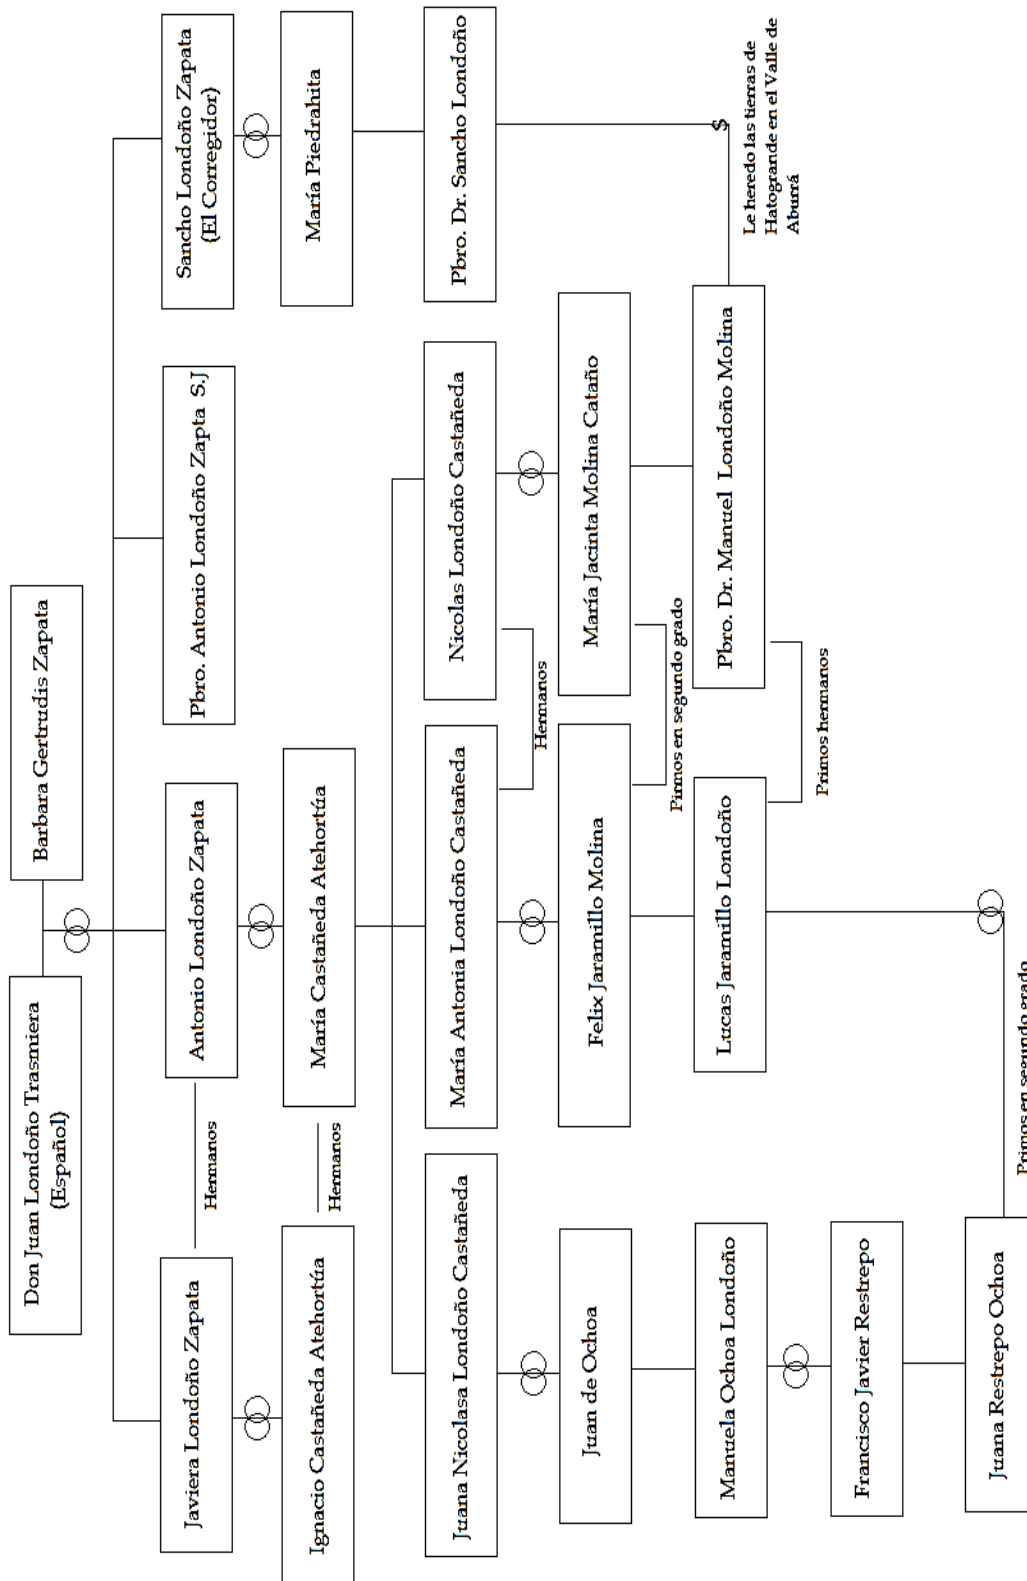 Don Juan Londoño Trasmiera
(Español)
Barbara Gertrudis Zapata
Javiera Londoño Zapata
Hermanos
Antonio Londoño Zapata
Pbro. Antonio Londoño Zapta S.J
Sancho Londoño Zapata
(El Corregidor)
Ignacio Castañeda Atehortúa
Hermanos
María Castañeda Atehortúa
María Piedrahita
Juana Nicolasa Londoño Castañeda
María Antonia Londoño Castañeda
Hermanos
Nicolas Londoño Castañeda
Pbro. Dr. Sancho Londoño
Juan de Ochoa
Felix Jaramillo Molina
Pirmos en segundo grado
María Jacinta Molina Cataño
Manuela Ochoa Londoño
Lucas Jaramillo Londoño
Primos hermanos
Pbro. Dr. Manuel Londoño Molina
$
Le heredo las tierras de
Hatogrande en el Valle de
Aburrá
Francisco Javier Restrepo
Juana Restrepo Ochoa
Primos en segundo grado